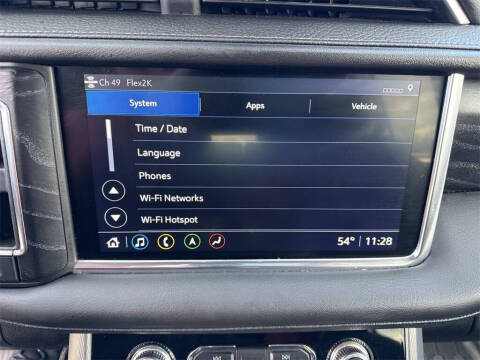 Ch 49 Flex2K
System Apps Vehicle
Time / Date
Language
Phones
Wi-Fi Networks
Wi-Fi Hotspot
54° 11:28